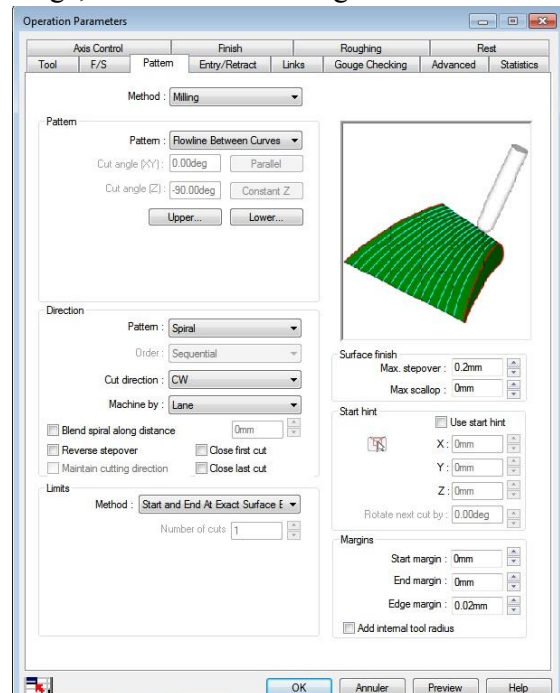 Operation Parameters
Axis Control Finish Roughing Rest
Tool F/S Pattern Entry/Retract Links Gouge Checking Advanced Statistics
Method : Milling
Pattern
Pattern : Flowline Between Curves
Cut angle (XY) : 0.00deg Parallel
Cut angle (Z) : -90.00deg Constant Z
Upper... Lower...
Direction
Pattern : Spiral
Order : Sequential
Cut direction : CW
Machine by : Lane
Blend spiral along distance 0mm
Reverse stepover Close first cut
Maintain cutting direction Close last cut
Limits
Method : Start and End At Exact Surface E
Number of cuts 1
Surface finish
Max. stepover : 0.2mm
Max scallop : 0mm
Start hint
Use start hint
X : 0mm
Y : 0mm
Z : 0mm
Rotate next cut by : 0.00deg
Margins
Start margin : 0mm
End margin : 0mm
Edge margin : 0.02mm
Add internal tool radius
OK Annuler Preview Help